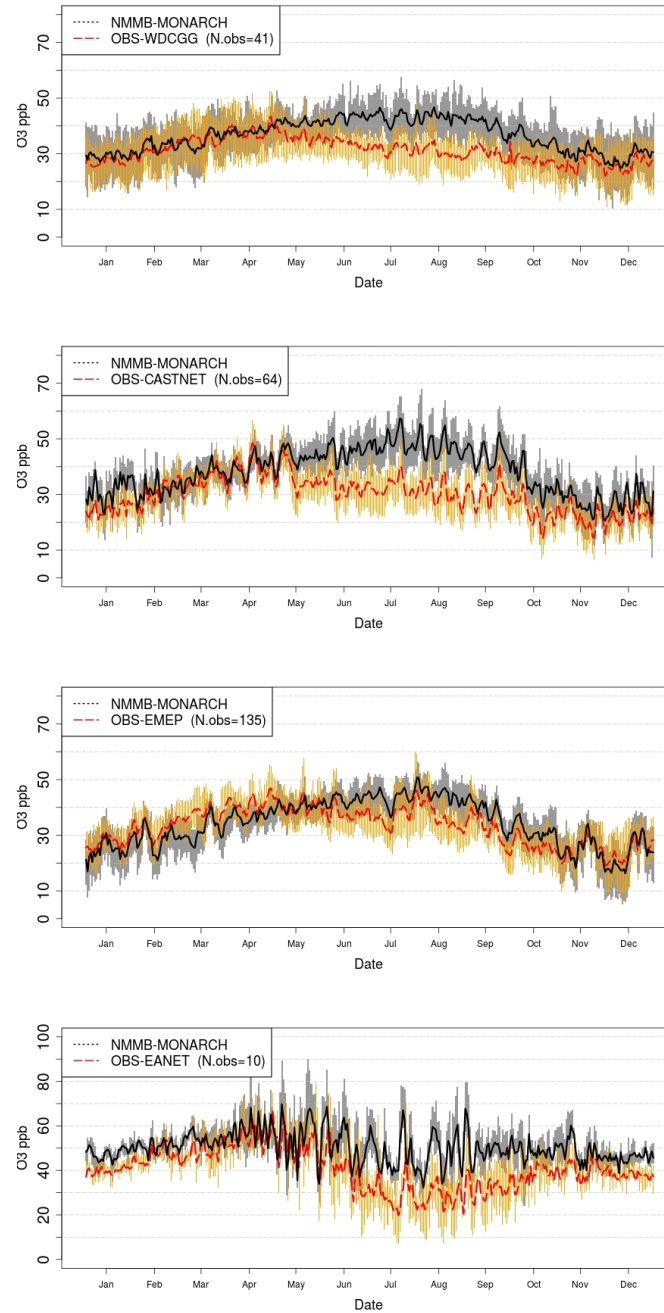 NMMB-MONARCH
OBS-WDCGG (N.obs=41)
O3 ppb
70
50
30
10
0
Jan Feb Mar Apr May Jun Jul Aug Sep Oct Nov Dec
Date
NMMB-MONARCH
OBS-CASTNET (N.obs=64)
O3 ppb
70
50
30
10
0
Jan Feb Mar Apr May Jun Jul Aug Sep Oct Nov Dec
Date
NMMB-MONARCH
OBS-EMEP (N.obs=135)
O3 ppb
70
50
30
10
0
Jan Feb Mar Apr May Jun Jul Aug Sep Oct Nov Dec
Date
NMMB-MONARCH
OBS-EANET (N.obs=10)
O3 ppb
100
80
60
40
20
0
Jan Feb Mar Apr May Jun Jul Aug Sep Oct Nov Dec
Date